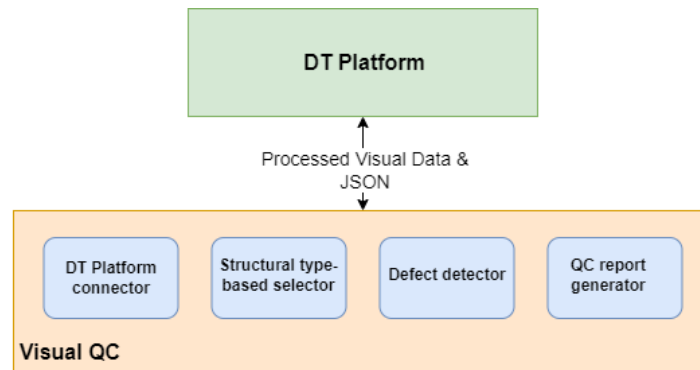 DT Platform
Processed Visual Data &
JSON
DT Platform
connector
Structural type-
based selector
Defect detector
QC report
generator
Visual QC